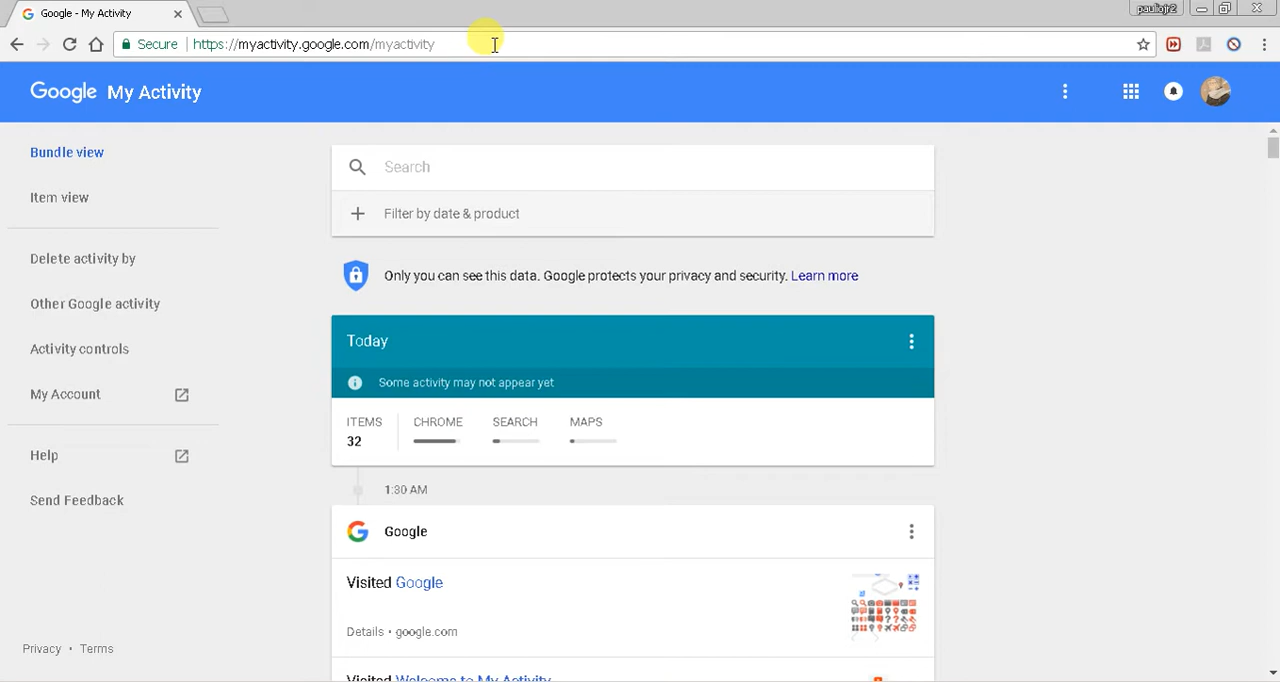 Google - My Activity
pauliojr2
Secure
https://myactivity.google.com/myactivity
Google My Activity
Bundle view
Item view
Delete activity by
Other Google activity
Activity controls
My Account
Help
Send Feedback
Privacy • Terms
Search
Filter by date & product
Only you can see this data. Google protects your privacy and security. Learn more
Today
Some activity may not appear yet
ITEMS CHROME SEARCH MAPS
32
1:30 AM
Google
Visited Google
Details • google.com
Visited Welcome to My Activity